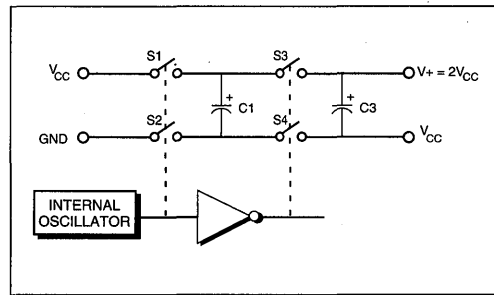 S1 S3
V_CC V+ = 2V_CC
+ +
C1 C3
S2 S4
GND V_CC
INTERNAL
OSCILLATOR